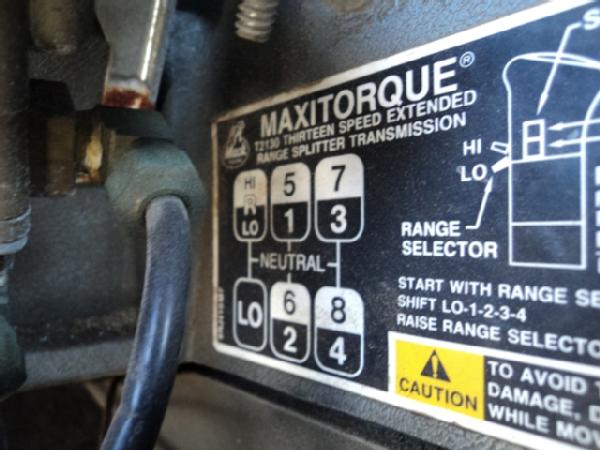 MAXITORQUE®
T2130 THIRTEEN SPEED EXTENDED
RANGE SPLITTER TRANSMISSION
HI 5 7
R
LO 1 3
NEUTRAL
LO 6 8
2 4
S
HI
LO
RANGE
SELECTOR
START WITH RANGE SE
SHIFT LO-1-2-3-4
RAISE RANGE SELECTO
CAUTION
TO AVOID
DAMAGE, D
WHILE MOV